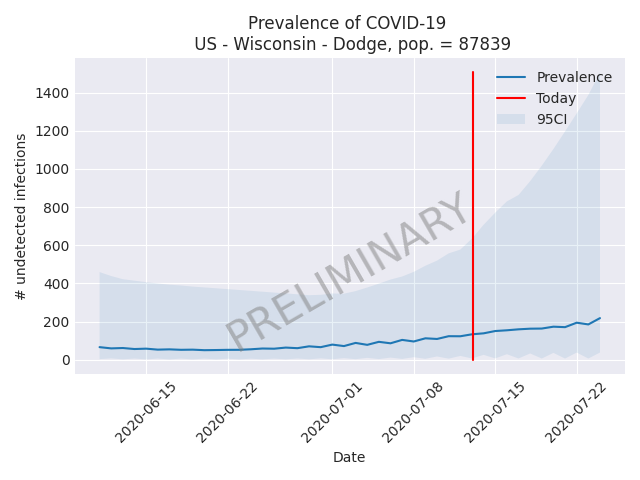 Prevalence of COVID-19
US - Wisconsin - Dodge, pop. = 87839
Prevalence
Today
95CI
1400
1200
1000
800
600
400
200
0
# undetected infections
PRELIMINARY
2020-06-15
2020-06-22
2020-07-01
2020-07-08
2020-07-15
2020-07-22
Date